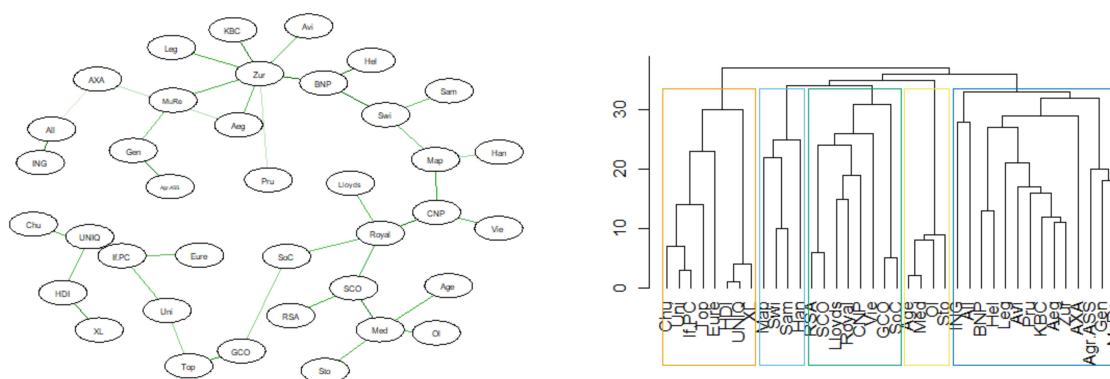 KBC
Avi
Leg
Hel
Zur
AXA
BNP
Sam
MuRe
Swi
Aeg
All
Gen
Han
Map
ING
Agr.ASS
Pru
Lloyds
CNP
Chu
Royal
Vie
UNIQ
If.PC
Eure
SoC
HDI
SCO
Age
Uni
RSA
XL
Med
Ol
GCO
Top
Sto
0 10 20 30
Chu
Uni
If.PC
Top
Eure
HDI
UNIQ
XL
Map
Swi
Sam
Han
RSA
SCO
Lloyds
Royal
CNP
Vie
GCO
SoC
Age
Med
Ol
Sto
ING
All
BNP
Hel
Leg
Avi
Pru
KBC
Aeg
Zur
AXA
Agr.ASS
Gen